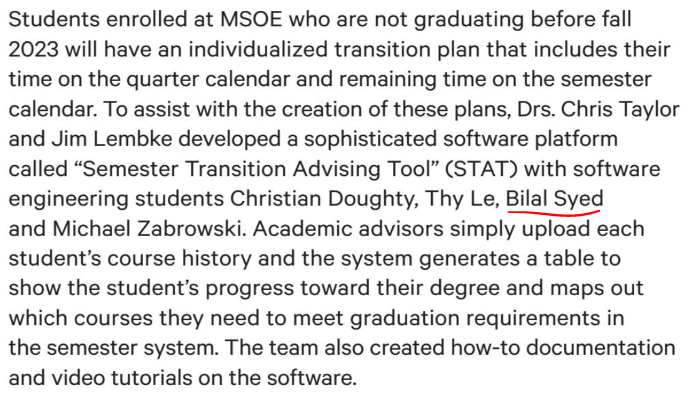 Students enrolled at MSOE who are not graduating before fall
2023 will have an individualized transition plan that includes their
time on the quarter calendar and remaining time on the semester
calendar. To assist with the creation of these plans, Drs. Chris Taylor
and Jim Lembke developed a sophisticated software platform
called “Semester Transition Advising Tool” (STAT) with software
engineering students Christian Doughty, Thy Le, Bilal Syed
and Michael Zabrowski. Academic advisors simply upload each
student’s course history and the system generates a table to
show the student’s progress toward their degree and maps out
which courses they need to meet graduation requirements in
the semester system. The team also created how-to documentation
and video tutorials on the software.